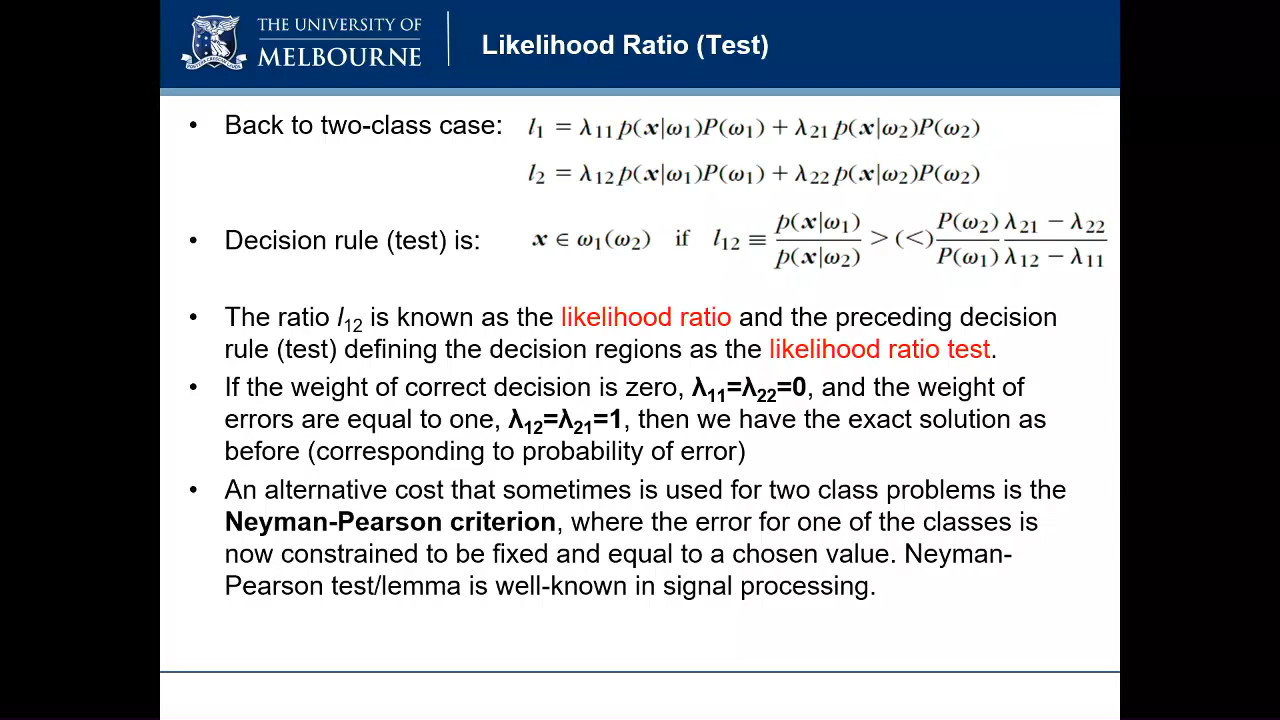 THE UNIVERSITY OF
MELBOURNE
Likelihood Ratio (Test)
• Back to two-class case: l₁ = λ₁₁p(x|ω₁)P(ω₁) + λ₂₁p(x|ω₂)P(ω₂)
l₂ = λ₁₂p(x|ω₁)P(ω₁) + λ₂₂p(x|ω₂)P(ω₂)
• Decision rule (test) is: x ∈ ω₁(ω₂) if l₁₂ ≡ p(x|ω₁)/p(x|ω₂) > (<) P(ω₂)/P(ω₁) (λ₂₁ − λ₂₂)/(λ₁₂ − λ₁₁)
• The ratio l₁₂ is known as the likelihood ratio and the preceding decision
rule (test) defining the decision regions as the likelihood ratio test.
• If the weight of correct decision is zero, λ₁₁=λ₂₂=0, and the weight of
errors are equal to one, λ₁₂=λ₂₁=1, then we have the exact solution as
before (corresponding to probability of error)
• An alternative cost that sometimes is used for two class problems is the
Neyman-Pearson criterion, where the error for one of the classes is
now constrained to be fixed and equal to a chosen value. Neyman-
Pearson test/lemma is well-known in signal processing.